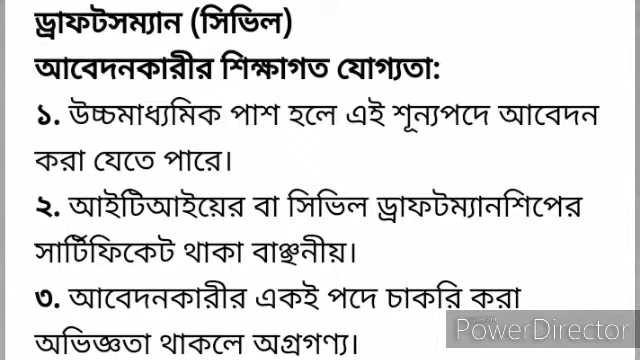 ড্রাফটসম্যান (সিভিল)
আবেদনকারীর শিক্ষাগত যোগ্যতা:
১. উচ্চমাধ্যমিক পাশ হলে এই শূন্যপদে আবেদন
করা যেতে পারে।
২. আইটিআইয়ের বা সিভিল ড্রাফটম্যানশিপের
সার্টিফিকেট থাকা বাঞ্ছনীয়।
৩. আবেদনকারীর একই পদে চাকরি করা
অভিজ্ঞতা থাকলে অগ্রগণ্য।
PowerDirector